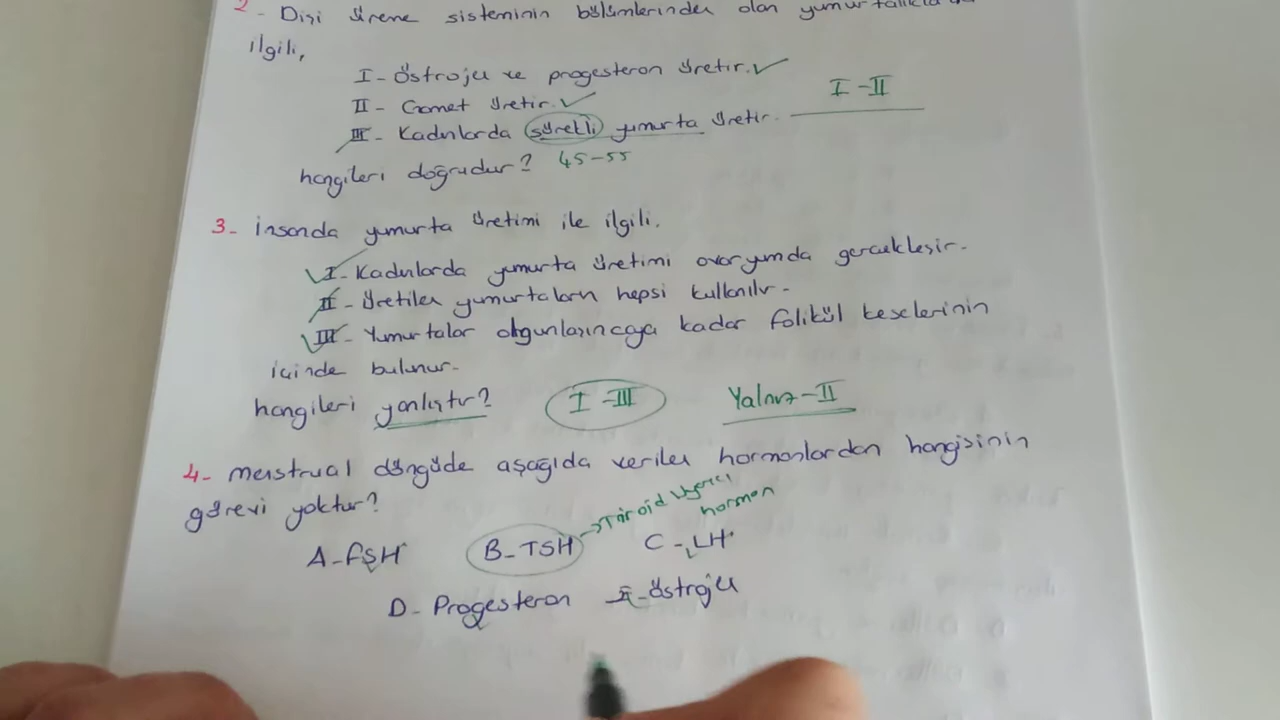 2- Dişi üreme sisteminin bölümlerinden olan
ilgili,
I- Östrojen ve progesteron üretir. ✓
II- Gamet üretir. ✓
I-II
III- Kadınlarda sürekli yumurta üretir.
hangileri doğrudur? 45-55
3- İnsanda yumurta üretimi ile ilgili.
I- Kadınlarda yumurta üretimi ovaryumda gerçekleşir.
II- Üretilen yumurtaların hepsi kullanılır.
III- Yumurtalar olgunlaşıncaya kadar folikül keselerinin
içinde bulunur.
hangileri yanlıştır? I-III Yalnız-II
4- menstrual döngüde aşağıda verilen hormonlardan hangisinin
görevi yoktur?
→Tiroid Uyarıcı
hormon
A-FSH B-TSH C-LH
D- Progesteron E-Östrojen